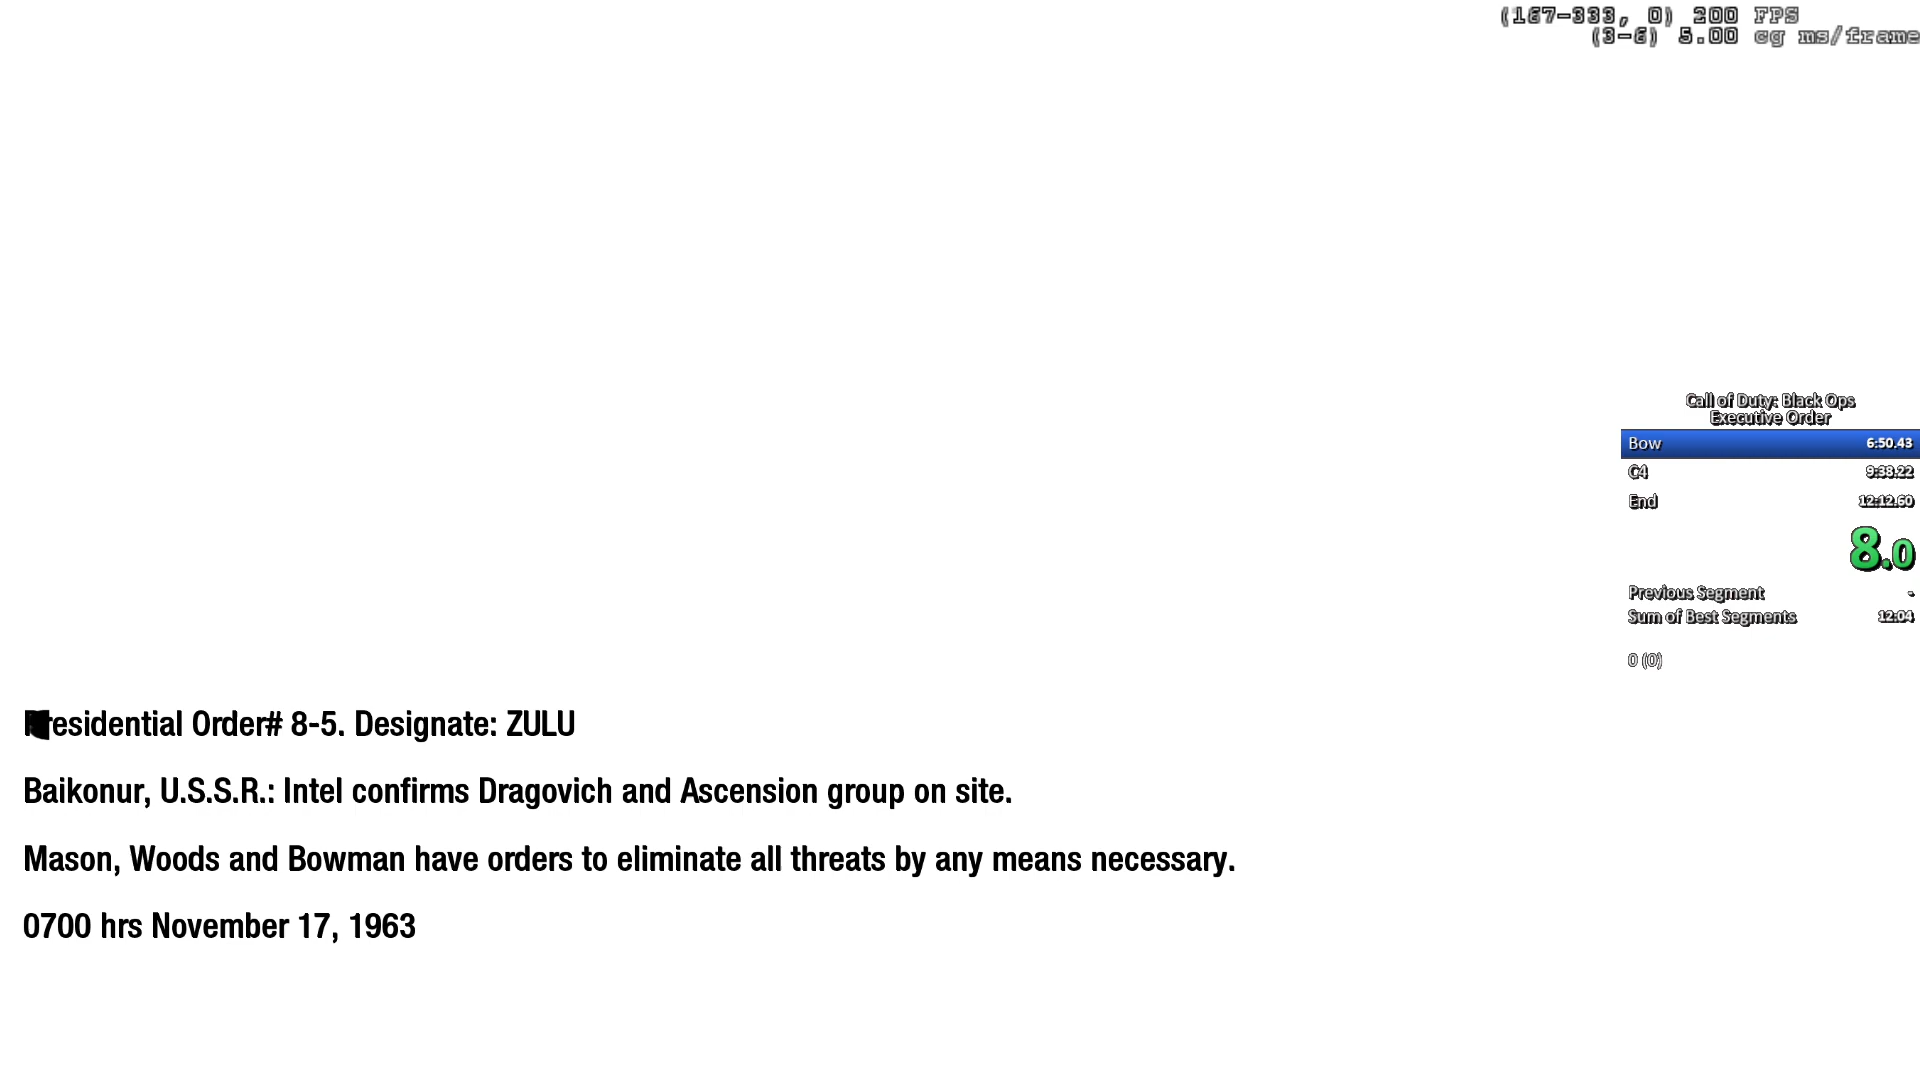 (167-333, 0) 200 FPS
(3-6) 5.00 cg ms/frame
Call of Duty: Black Ops
Executive Order
Bow 6:50.43
C4 9:38.22
End 12:12.60
8.0
Previous Segment -
Sum of Best Segments 12:04
0 (0)
Presidential Order# 8-5. Designate: ZULU
Baikonur, U.S.S.R.: Intel confirms Dragovich and Ascension group on site.
Mason, Woods and Bowman have orders to eliminate all threats by any means necessary.
0700 hrs November 17, 1963